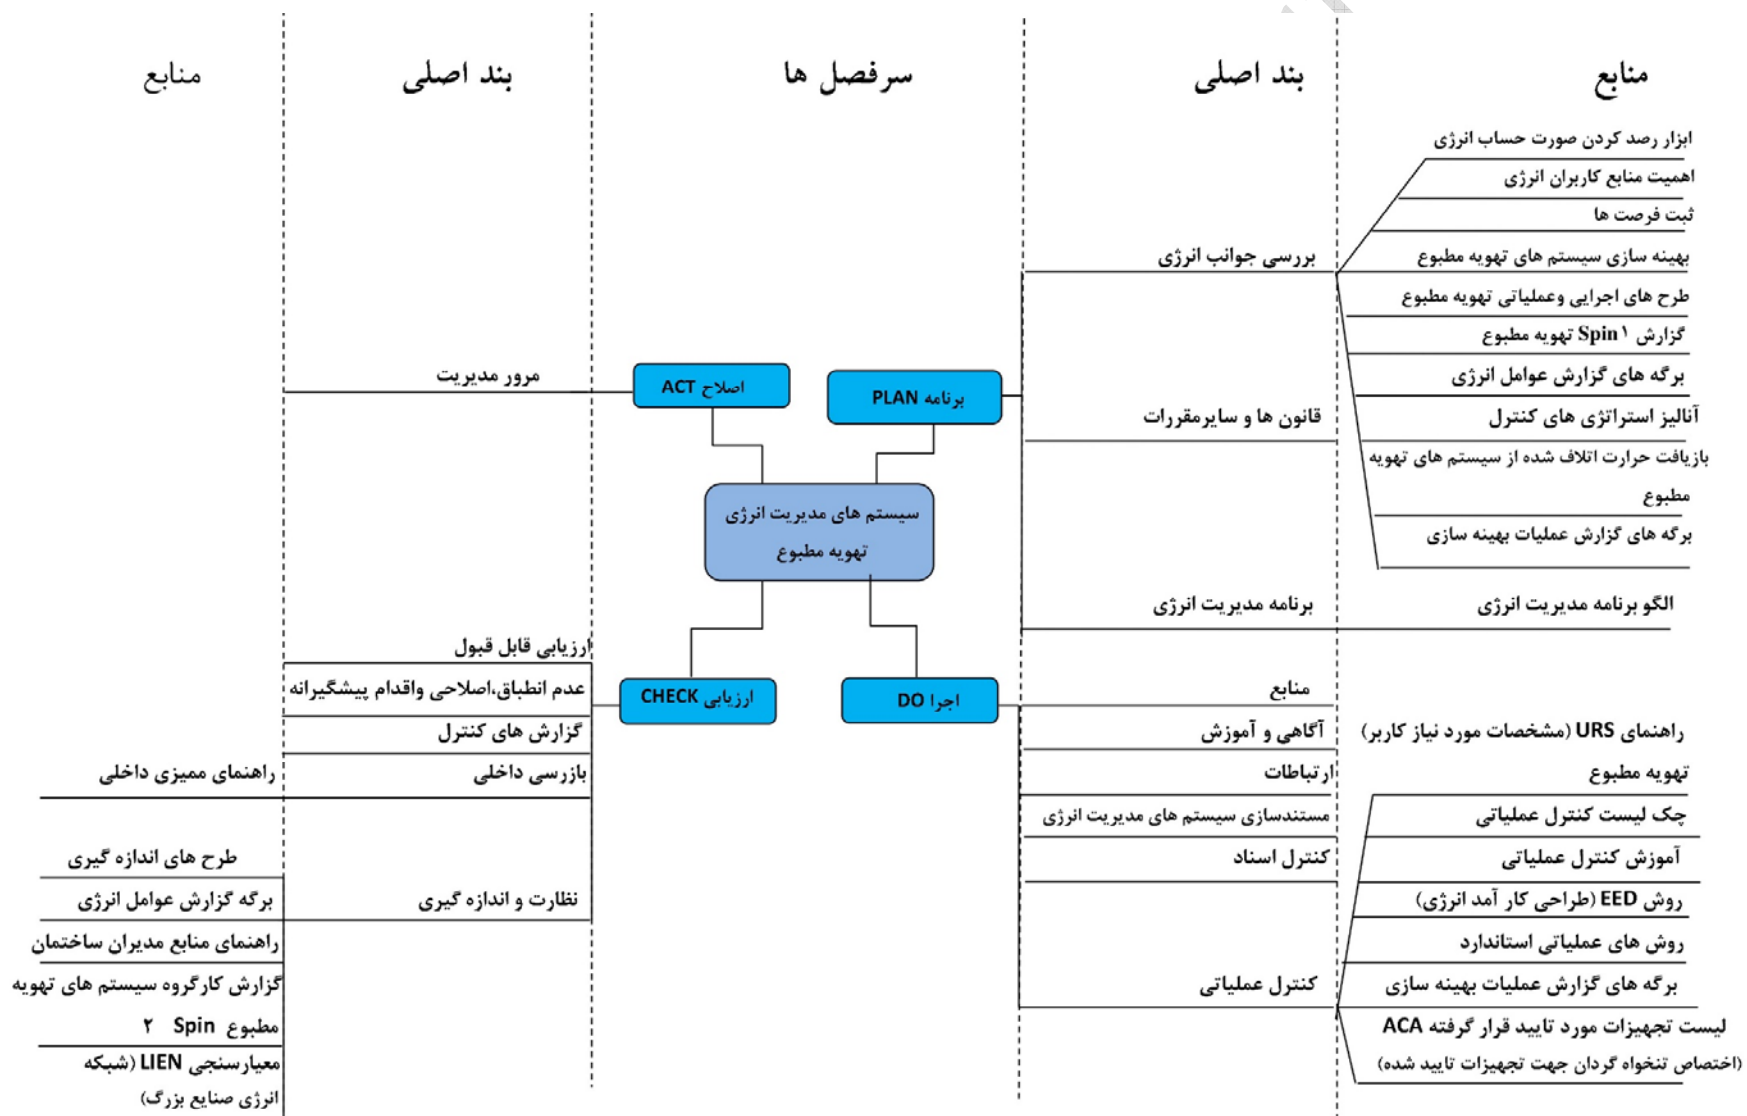 منابع
بند اصلی
سرفصل ها
بند اصلی
منابع
ابزار رصد کردن صورت حساب انرژی
اهمیت منابع کاربران انرژی
ثبت فرصت ها
بهینه سازی سیستم های تهویه مطبوع
طرح های اجرایی وعملیاتی تهویه مطبوع
گزارش Spin۱ تهویه مطبوع
برگه های گزارش عوامل انرژی
آنالیز استراتژی های کنترل
بازیافت حرارت اتلاف شده از سیستم های تهویه
مطبوع
برگه های گزارش عملیات بهینه سازی
الگو برنامه مدیریت انرژی
بررسی جوانب انرژی
قانون ها و سایرمقررات
برنامه مدیریت انرژی
برنامه PLAN
اصلاح ACT
مرور مدیریت
سیستم های مدیریت انرژی
تهویه مطبوع
اجرا DO
ارزیابی CHECK
منابع
آگاهی و آموزش
ارتباطات
مستندسازی سیستم های مدیریت انرژی
کنترل اسناد
کنترل عملیاتی
راهنمای URS (مشخصات مورد نیاز کاربر)
تهویه مطبوع
چک لیست کنترل عملیاتی
آموزش کنترل عملیاتی
روش EED (طراحی کار آمد انرژی)
روش های عملیاتی استاندارد
برگه های گزارش عملیات بهینه سازی
لیست تجهیزات مورد تایید قرار گرفته ACA
(اختصاص تنخواه گردان جهت تجهیزات تایید شده)
ارزیابی قابل قبول
عدم انطباق،اصلاحی واقدام پیشگیرانه
گزارش های کنترل
بازرسی داخلی
نظارت و اندازه گیری
راهنمای ممیزی داخلی
طرح های اندازه گیری
برگه گزارش عوامل انرژی
راهنمای منابع مدیران ساختمان
گزارش کارگروه سیستم های تهویه
مطبوع Spin ۲
معیارسنجی LIEN (شبکه
انرژی صنایع بزرگ)